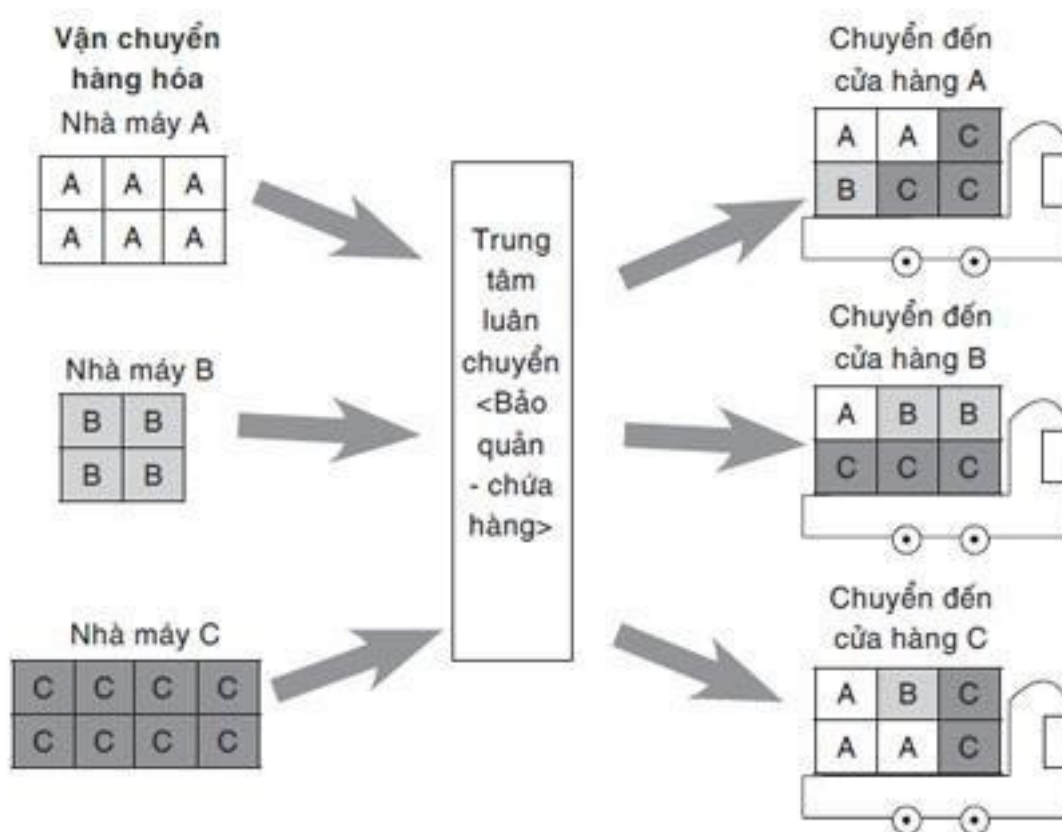 Vận chuyển
hàng hóa
Nhà máy A
A A A
A A A
Nhà máy B
B B
B B
Nhà máy C
C C C C
C C C C
Trung
tâm
luân
chuyển
<Bảo
quản
- chứa
hàng>
Chuyển đến
cửa hàng A
A A C
B C C
Chuyển đến
cửa hàng B
A B B
C C C
Chuyển đến
cửa hàng C
A B C
A A C